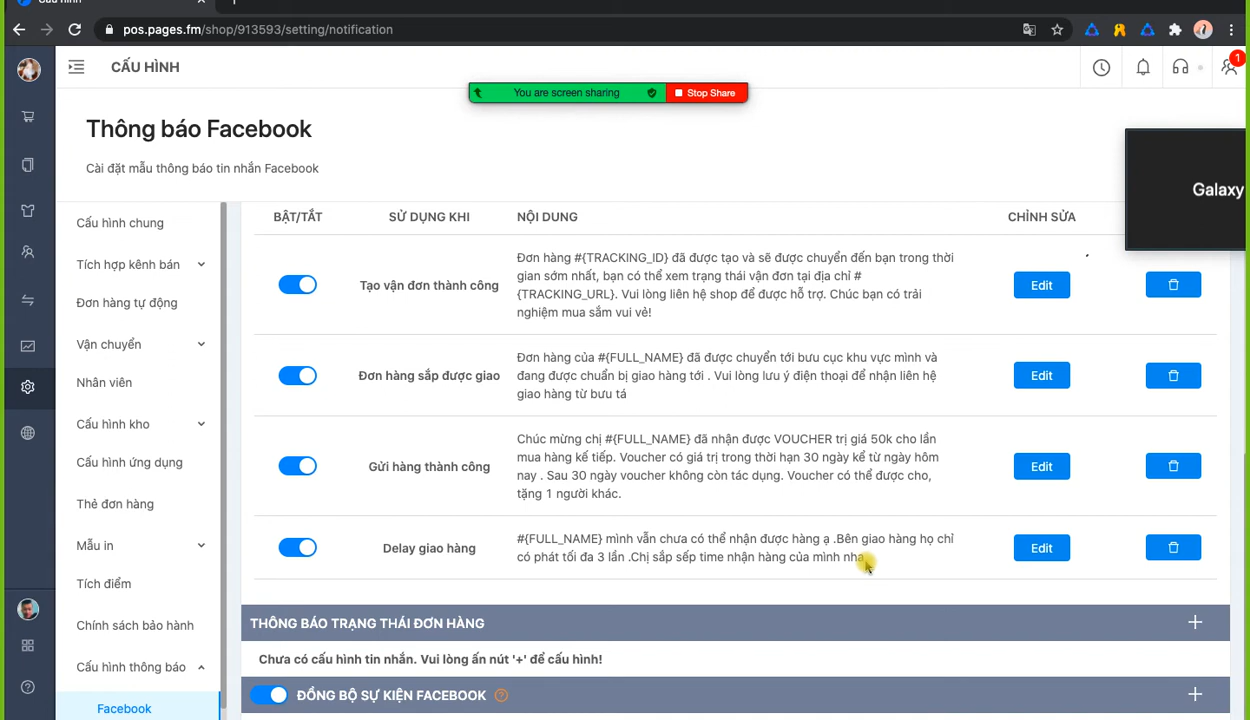 Cấu hình
pos.pages.fm/shop/913593/setting/notification
CẤU HÌNH
1
You are screen sharing
Stop Share
Thông báo Facebook
Cài đặt mẫu thông báo tin nhắn Facebook
Galaxy
Cấu hình chung
Tích hợp kênh bán
Đơn hàng tự động
Vận chuyển
Nhân viên
Cấu hình kho
Cấu hình ứng dụng
Thẻ đơn hàng
Mẫu in
Tích điểm
Chính sách bảo hành
Cấu hình thông báo
Facebook
BẬT/TẮT SỬ DỤNG KHI NỘI DUNG CHỈNH SỬA
Tạo vận đơn thành công
Đơn hàng #{TRACKING_ID} đã được tạo và sẽ được chuyển đến bạn trong thời
gian sớm nhất, bạn có thể xem trạng thái vận đơn tại địa chỉ #
{TRACKING_URL}. Vui lòng liên hệ shop để được hỗ trợ. Chúc bạn có trải
nghiệm mua sắm vui vẻ!
Edit
Đơn hàng sắp được giao
Đơn hàng của #{FULL_NAME} đã được chuyển tới bưu cục khu vực mình và
đang được chuẩn bị giao hàng tới . Vui lòng lưu ý điện thoại để nhận liên hệ
giao hàng từ bưu tá
Edit
Gửi hàng thành công
Chúc mừng chị #{FULL_NAME} đã nhận được VOUCHER trị giá 50k cho lần
mua hàng kế tiếp. Voucher có giá trị trong thời hạn 30 ngày kể từ ngày hôm
nay . Sau 30 ngày voucher không còn tác dụng. Voucher có thể được cho,
tặng 1 người khác.
Edit
Delay giao hàng
#{FULL_NAME} mình vẫn chưa có thể nhận được hàng ạ .Bên giao hàng họ chỉ
có phát tối đa 3 lần .Chị sắp sếp time nhận hàng của mình nha
Edit
THÔNG BÁO TRẠNG THÁI ĐƠN HÀNG
Chưa có cấu hình tin nhắn. Vui lòng ấn nút '+' để cấu hình!
ĐỒNG BỘ SỰ KIỆN FACEBOOK